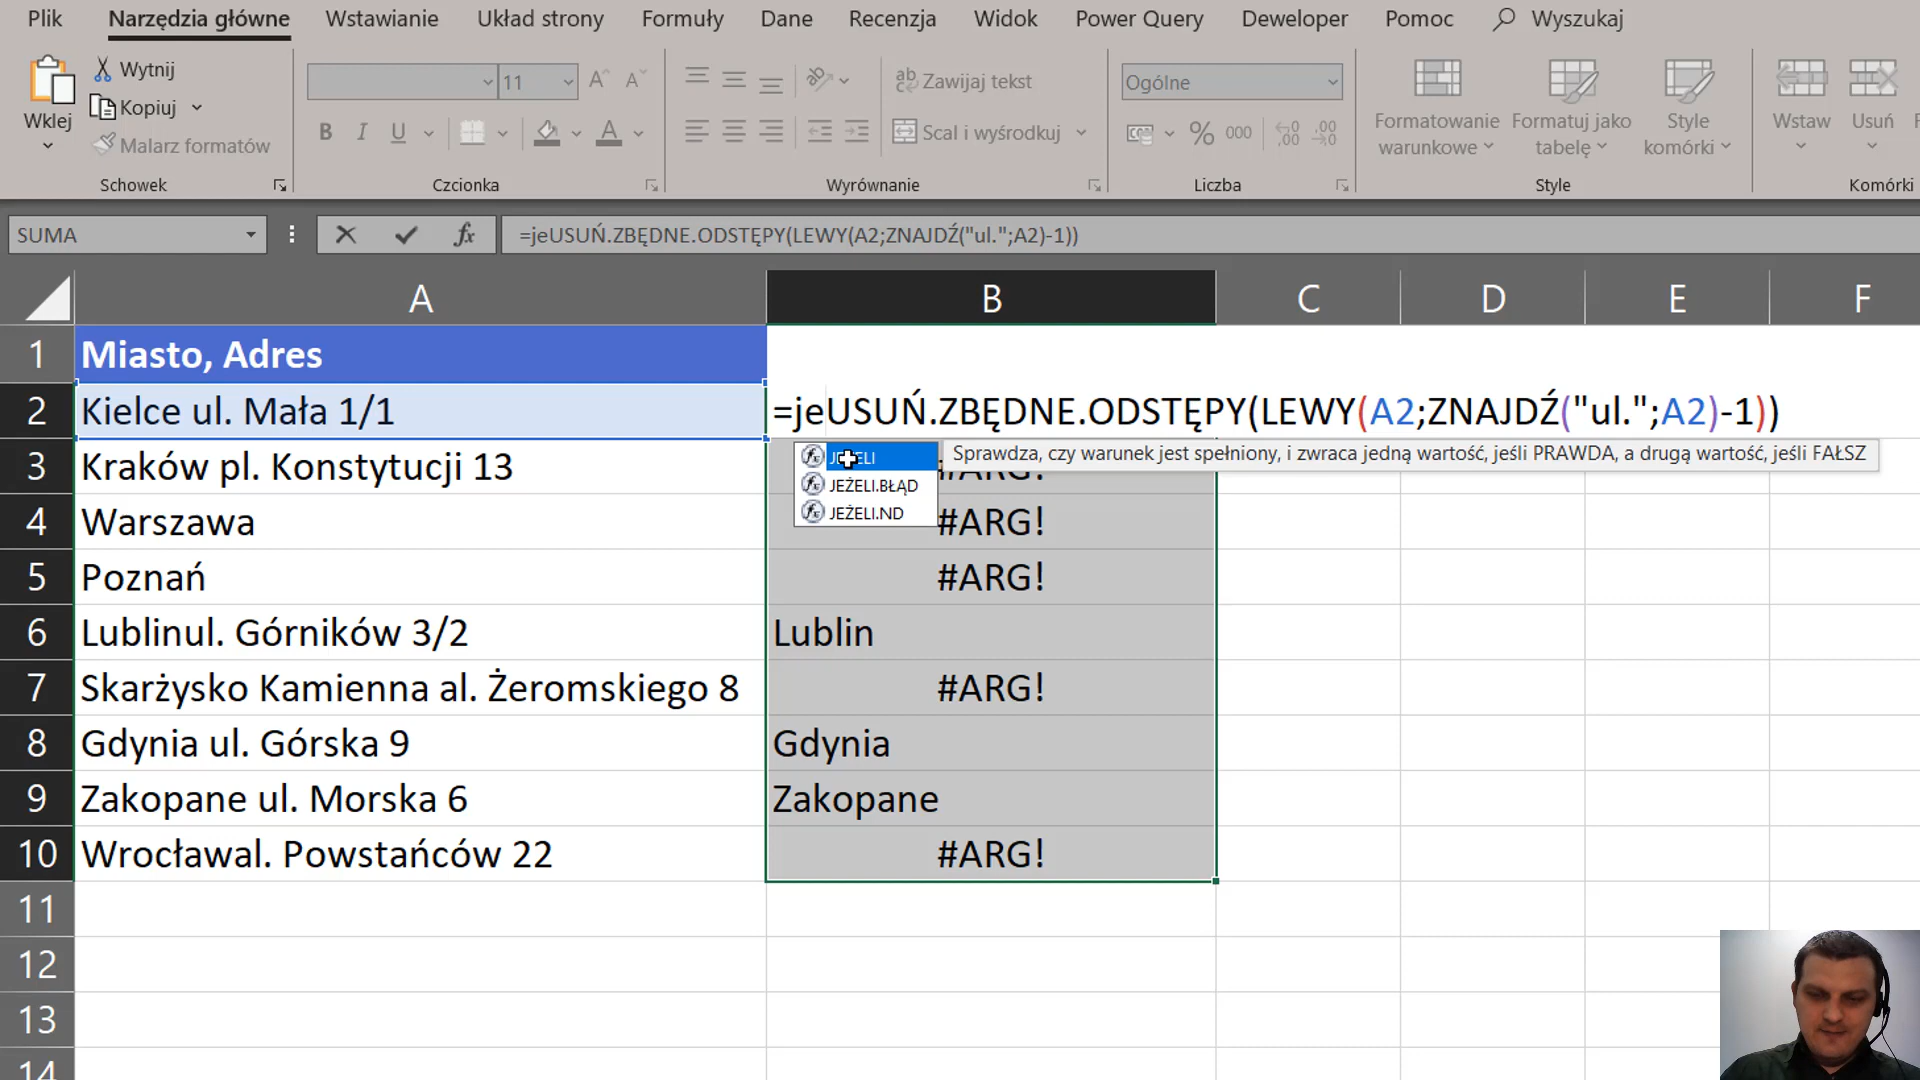 Plik Narzędzia główne Wstawianie Układ strony Formuły Dane Recenzja Widok Power Query Deweloper Pomoc Wyszukaj
Wklej
Wytnij
Kopiuj
Malarz formatów
Schowek
11
B I U
Czcionka
Zawijaj tekst
Scal i wyśrodkuj
Wyrównanie
Ogólne
% 000
Liczba
Formatowanie warunkowe
Formatuj jako tabelę
Style komórki
Style
Wstaw
Usuń
Komórki
SUMA fx =jeUSUŃ.ZBĘDNE.ODSTĘPY(LEWY(A2;ZNAJDŹ("ul.";A2)-1))
A B C D E F
1 Miasto, Adres
2 Kielce ul. Mała 1/1 =jeUSUŃ.ZBĘDNE.ODSTĘPY(LEWY(A2;ZNAJDŹ("ul.";A2)-1))
JEŻELI
JEŻELI.BŁĄD
JEŻELI.ND
Sprawdza, czy warunek jest spełniony, i zwraca jedną wartość, jeśli PRAWDA, a drugą wartość, jeśli FAŁSZ
3 Kraków pl. Konstytucji 13 #ARG!
4 Warszawa #ARG!
5 Poznań #ARG!
6 Lublinul. Górników 3/2 Lublin
7 Skarżysko Kamienna al. Żeromskiego 8 #ARG!
8 Gdynia ul. Górska 9 Gdynia
9 Zakopane ul. Morska 6 Zakopane
10 Wrocławal. Powstańców 22 #ARG!
11
12
13
14